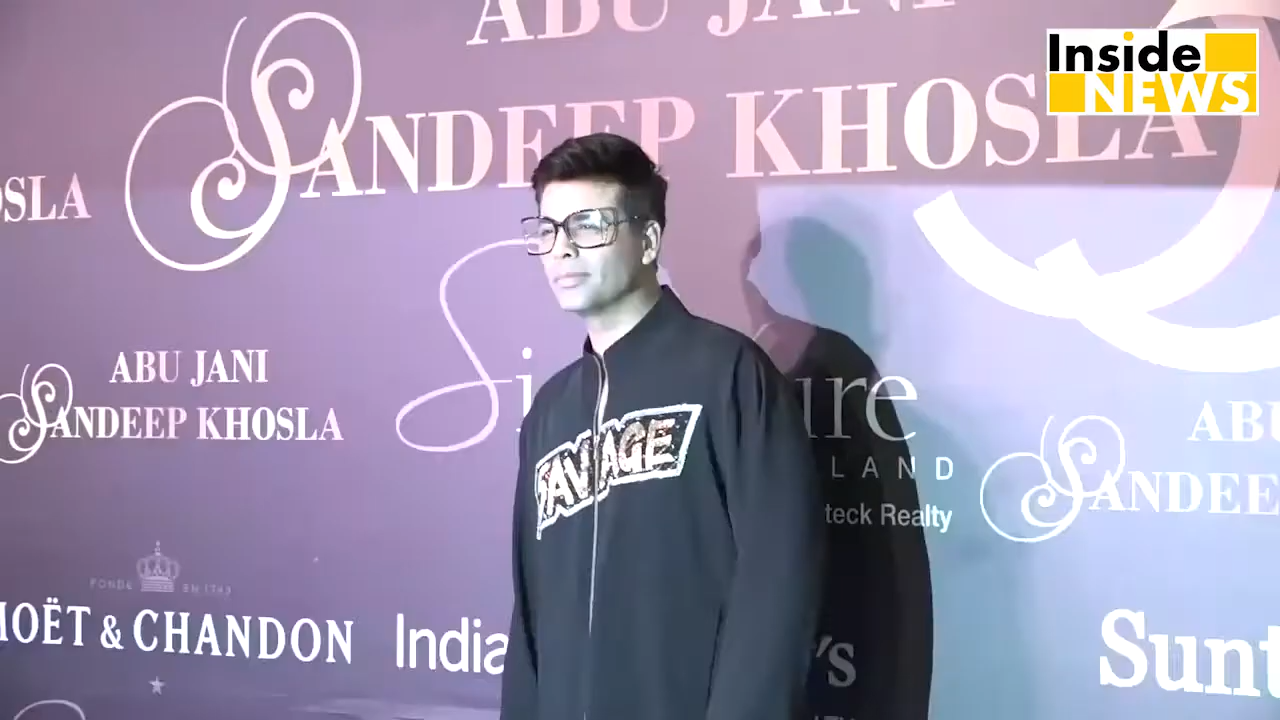 ABU JANI
SANDEEP KHOSLA
Inside
NEWS
OSLA
ABU JANI
SANDEEP KHOSLA
LAND
teck Realty
SAVAGE
ABU
SANDEE
FONDÉ EN 1743
MOËT & CHANDON
India
'S
Sunt